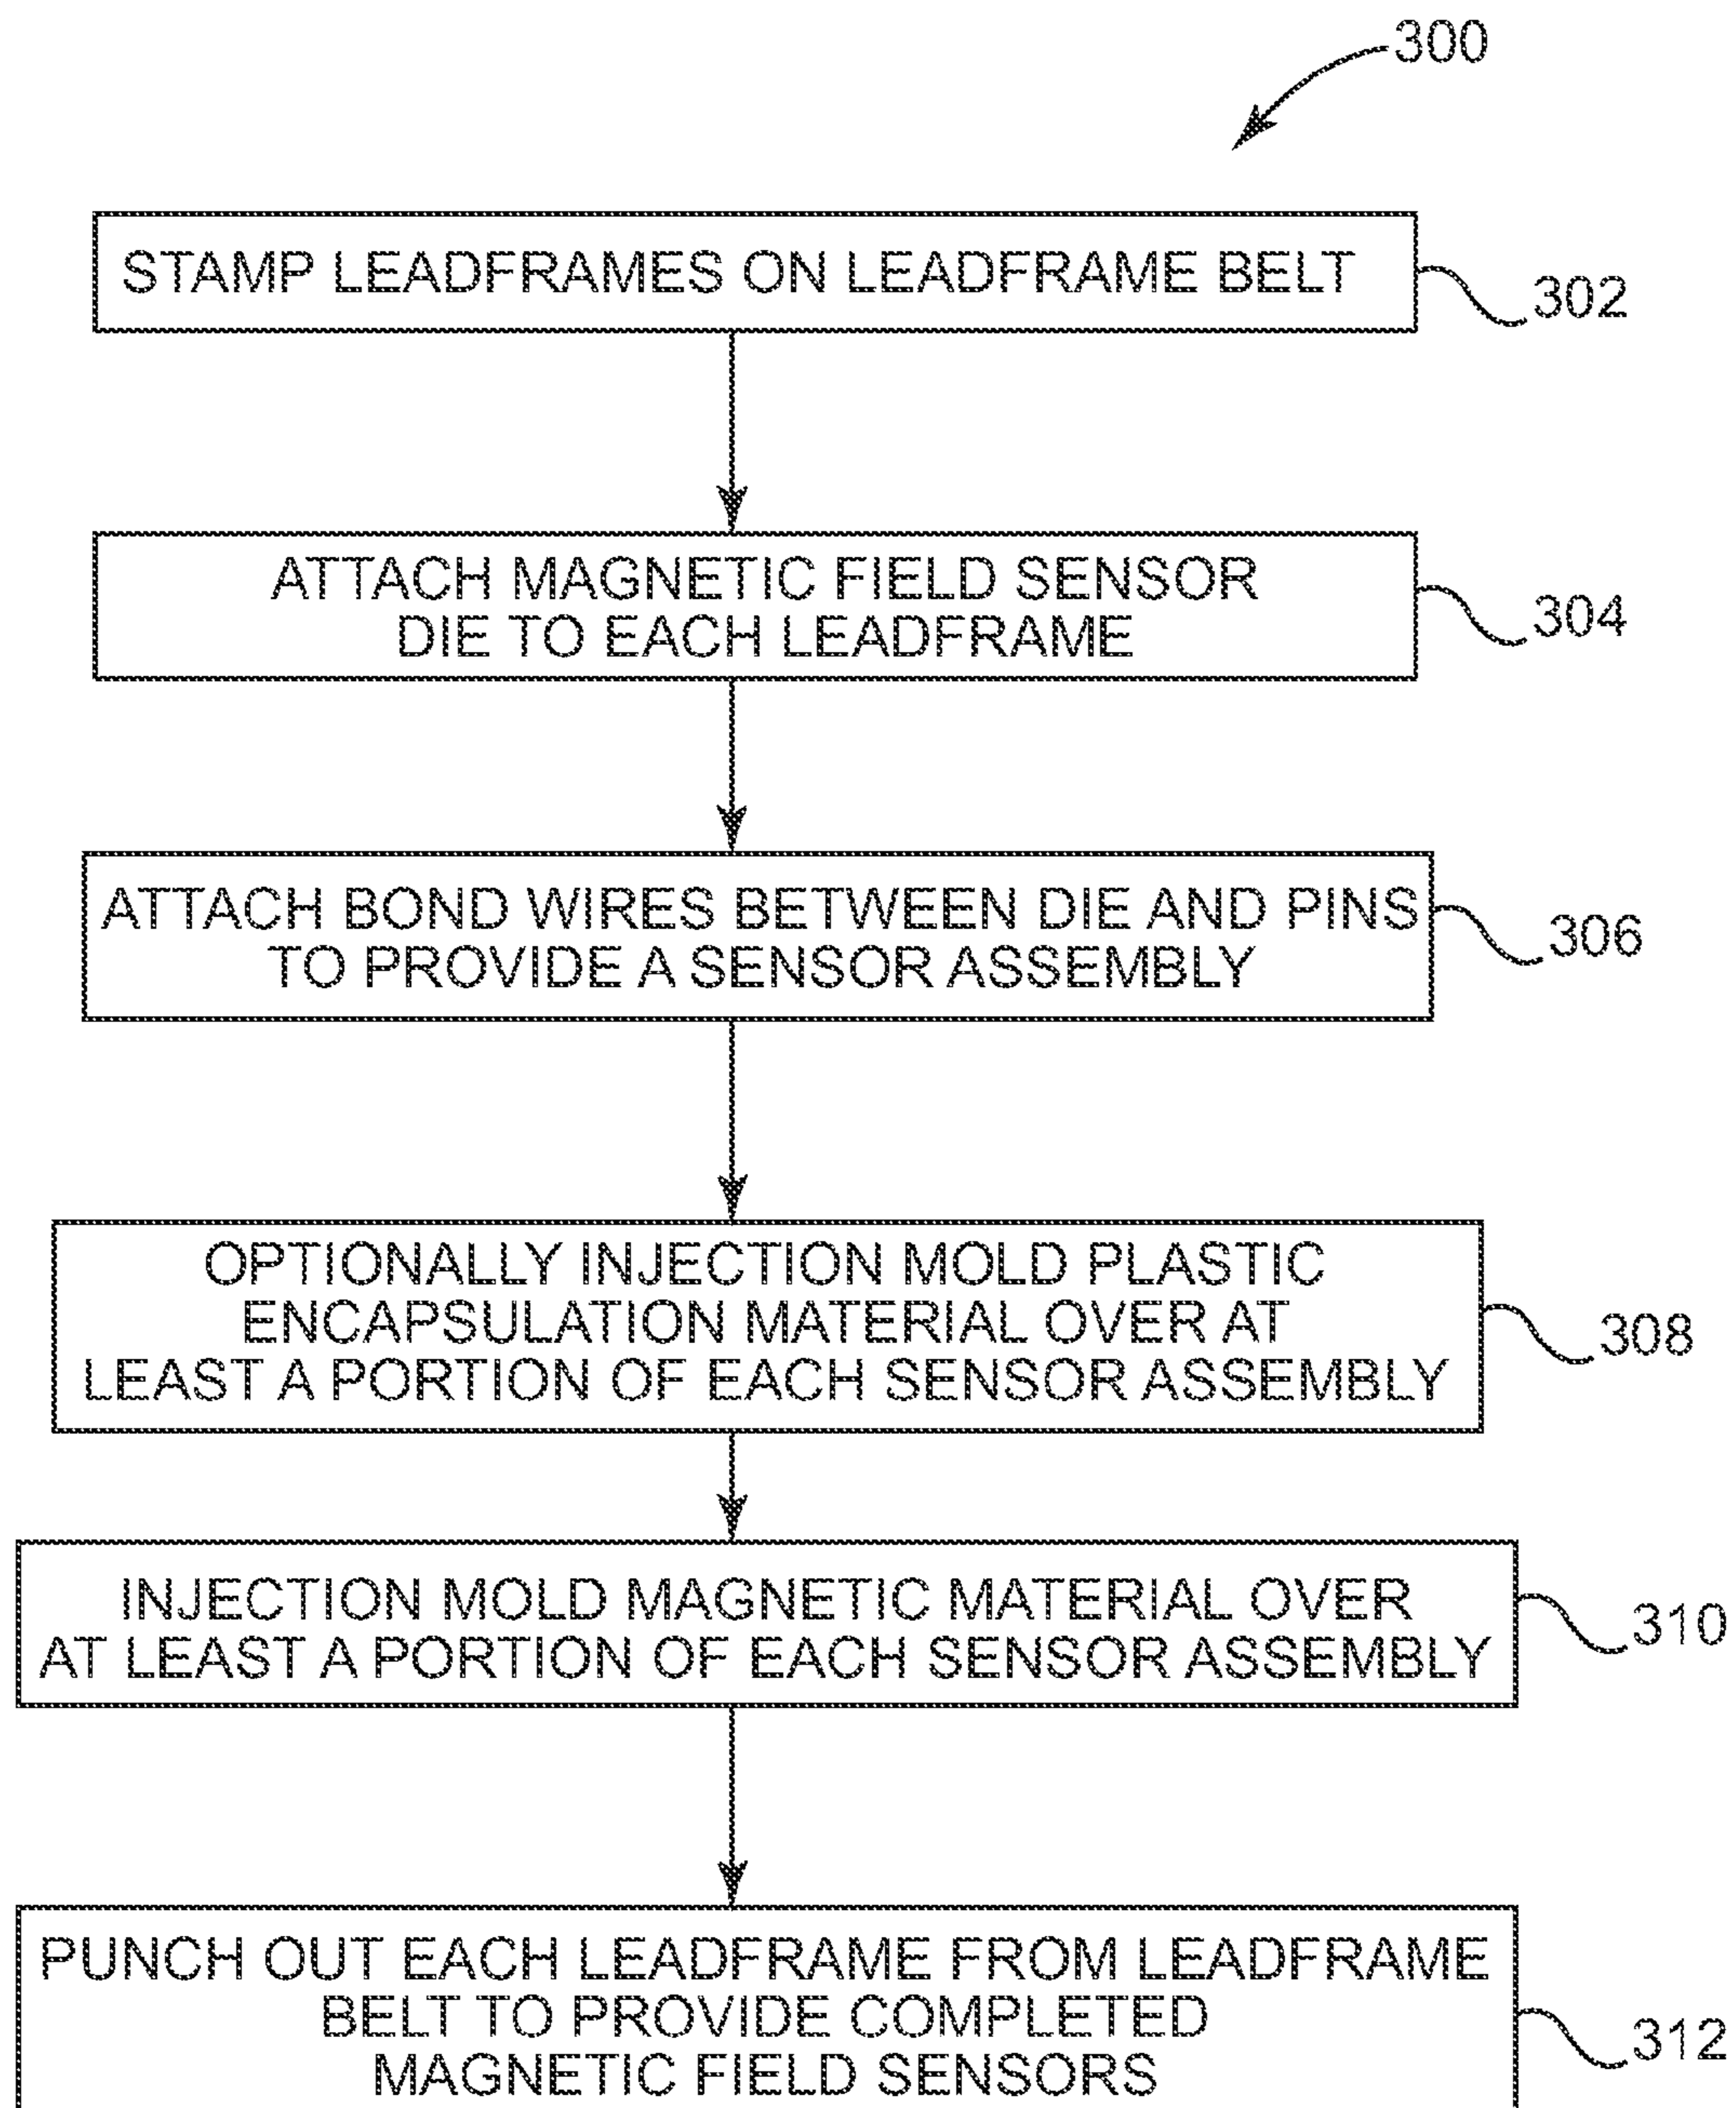 300
STAMP LEADFRAMES ON LEADFRAME BELT
302
ATTACH MAGNETIC FIELD SENSOR
DIE TO EACH LEADFRAME
304
ATTACH BOND WIRES BETWEEN DIE AND PINS
TO PROVIDE A SENSOR ASSEMBLY
306
OPTIONALLY INJECTION MOLD PLASTIC
ENCAPSULATION MATERIAL OVER AT
LEAST A PORTION OF EACH SENSOR ASSEMBLY
308
INJECTION MOLD MAGNETIC MATERIAL OVER
AT LEAST A PORTION OF EACH SENSOR ASSEMBLY
310
PUNCH OUT EACH LEADFRAME FROM LEADFRAME
BELT TO PROVIDE COMPLETED
MAGNETIC FIELD SENSORS
312